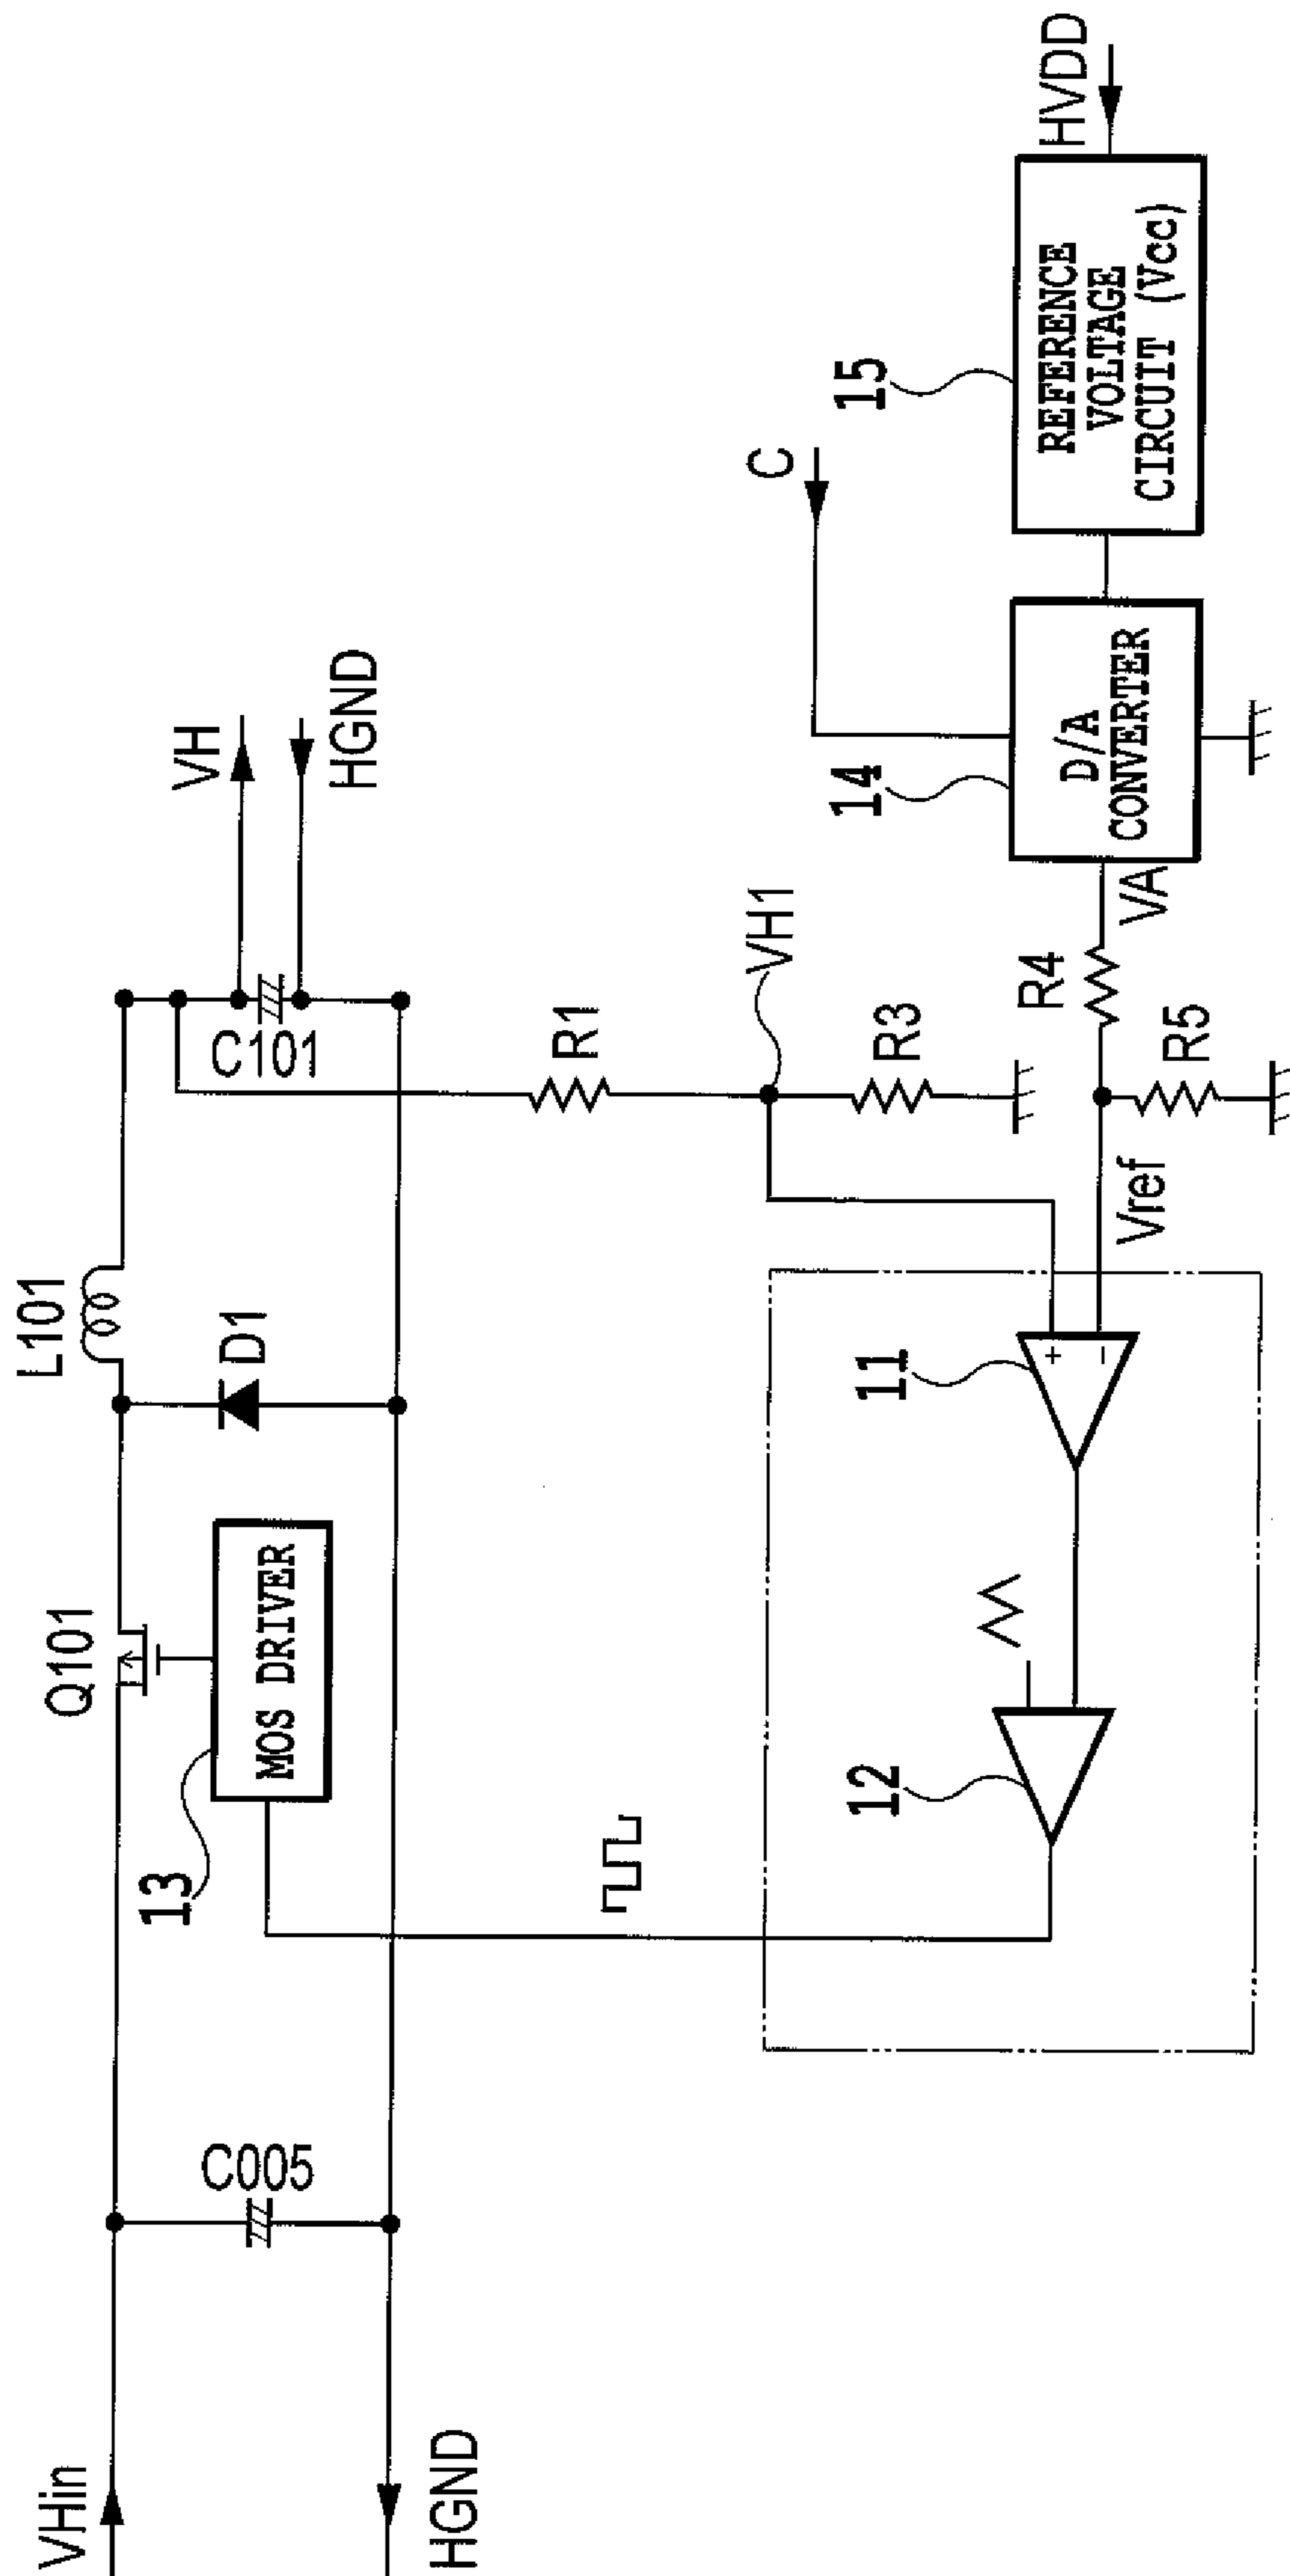 VHin
HGND
C005
Q101
13
MOS DRIVER
L101
D1
C101
VH
HGND
R1
VH1
R3
C
12
11
+
−
Vref
R5
R4
VA
14
D/A
CONVERTER
15
REFERENCE
VOLTAGE
CIRCUIT (Vcc)
HVDD